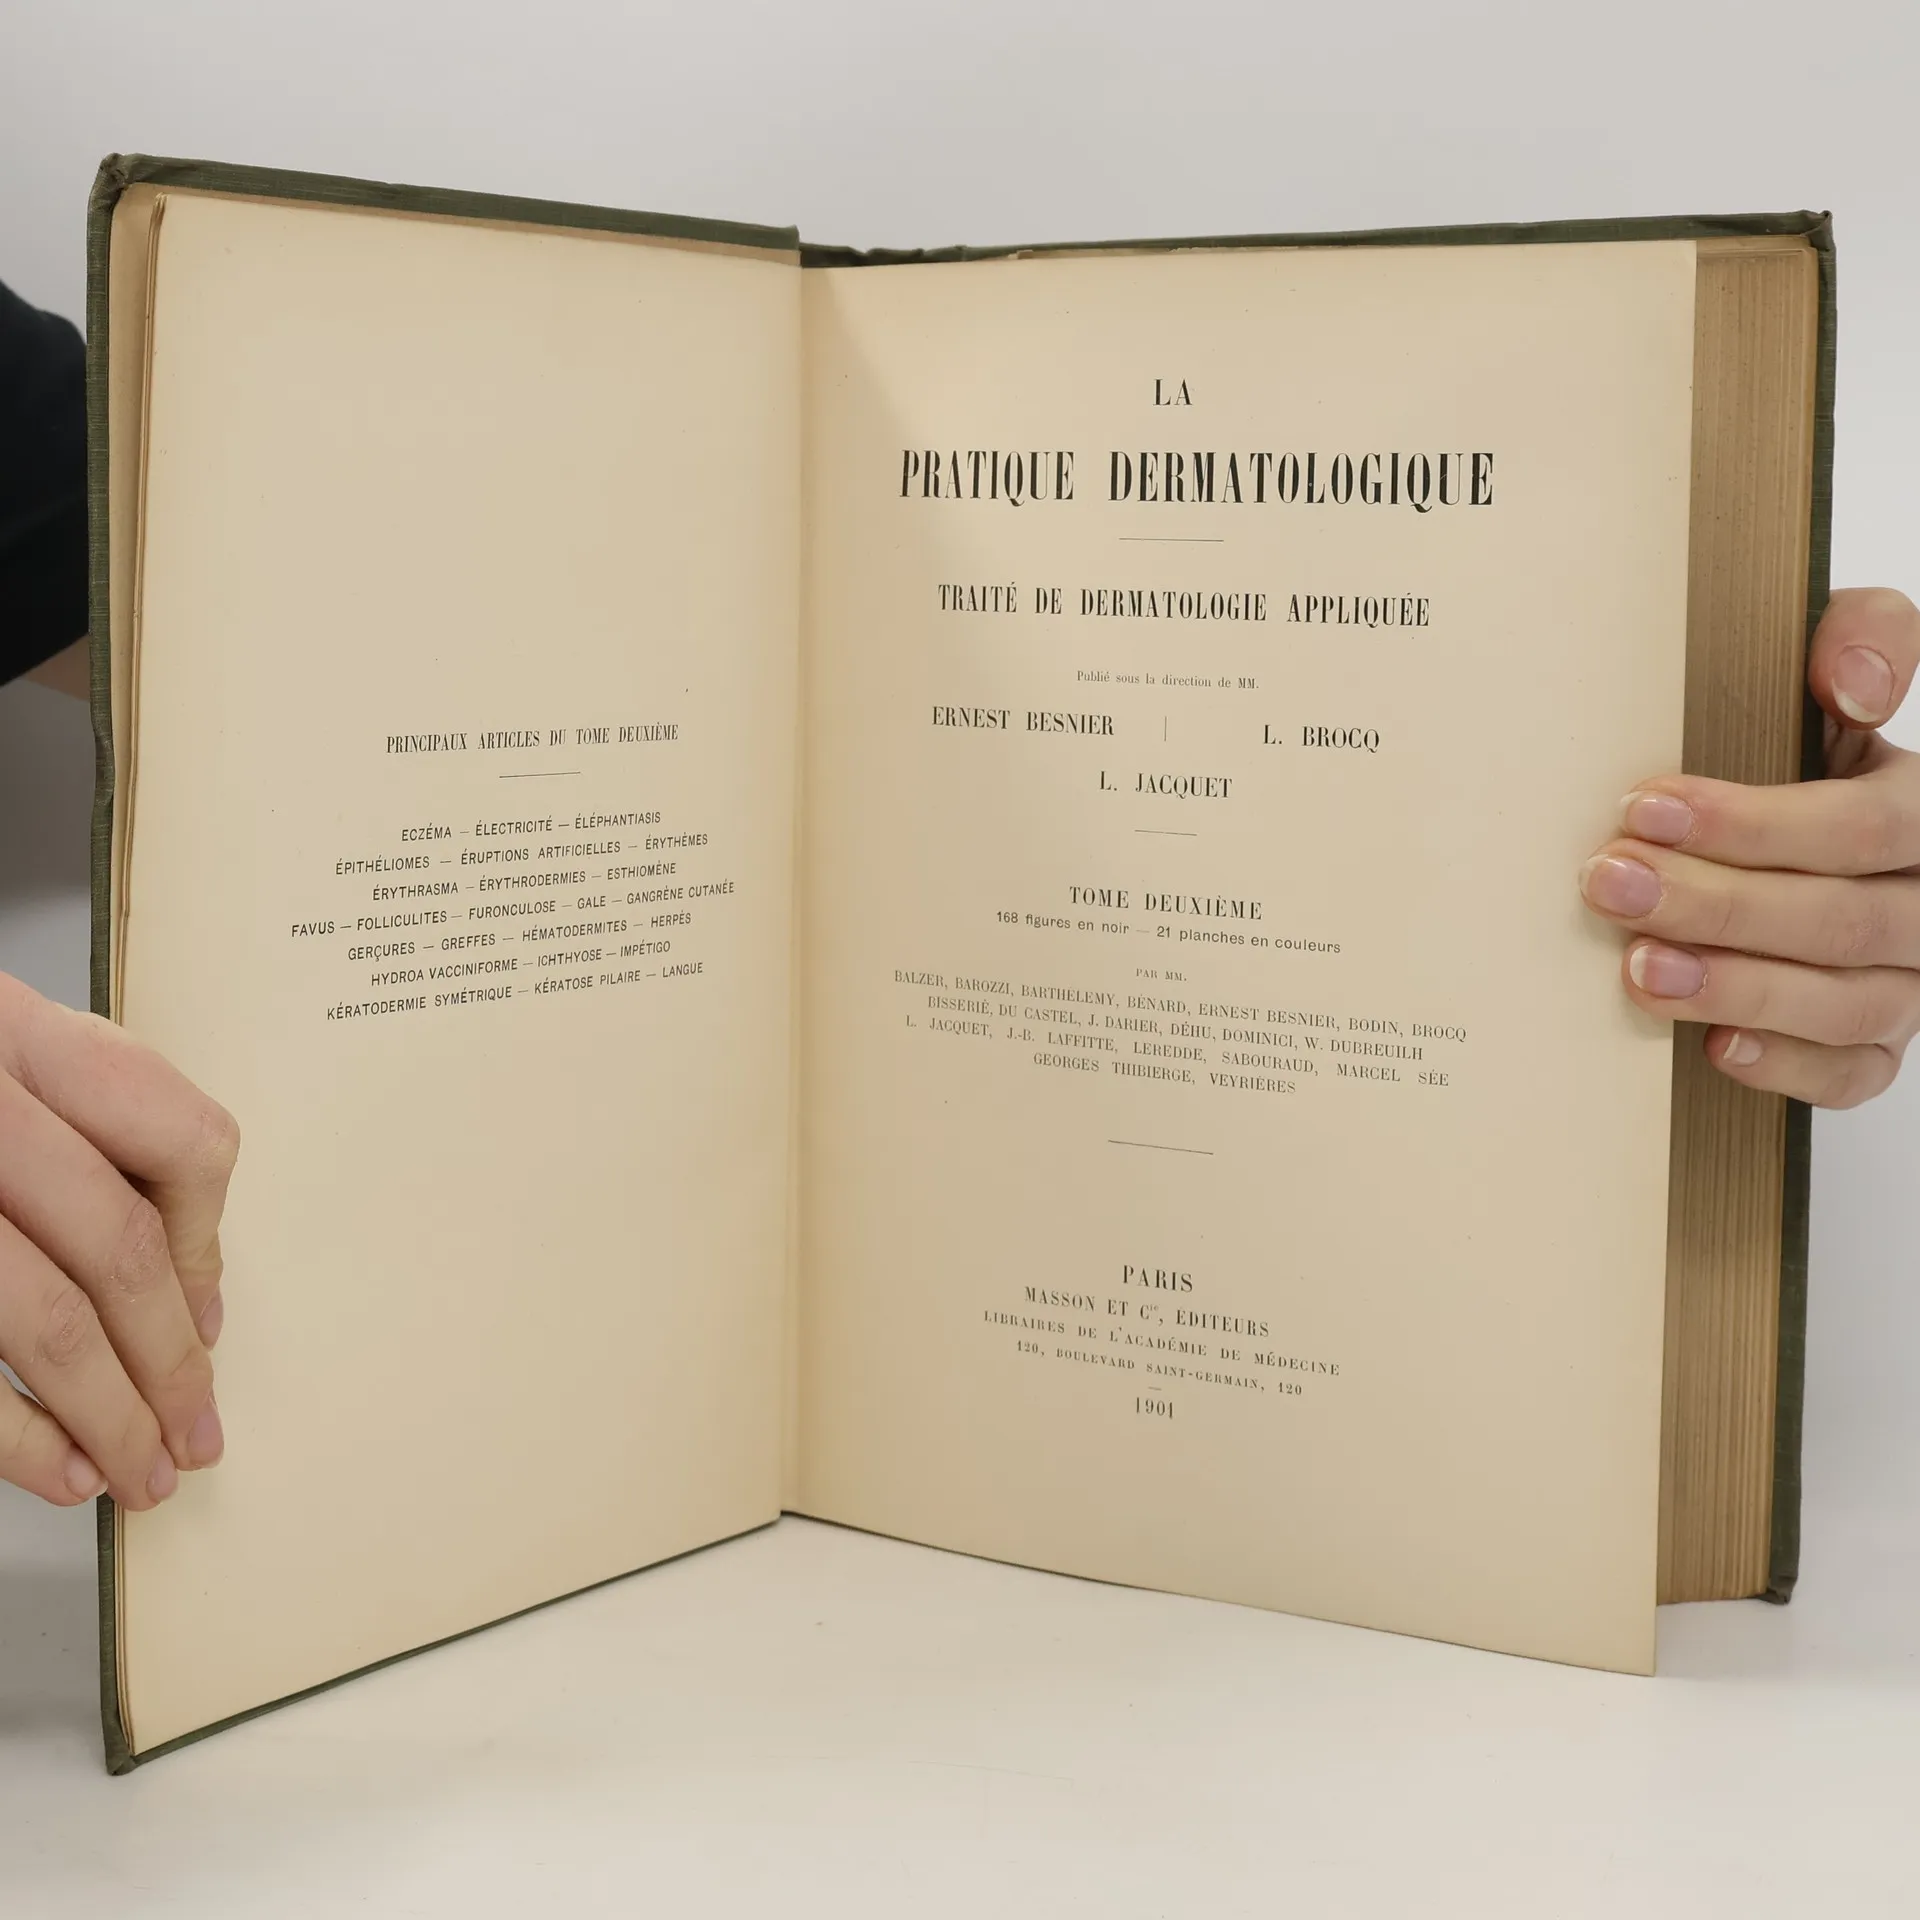 PRINCIPAUX ARTICLES DU TOME DEUXIÈME
ECZÉMA — ÉLECTRICITÉ — ÉLÉPHANTIASIS
ÉPITHÉLIOMES — ÉRUPTIONS ARTIFICIELLES — ÉRYTHÈMES
ÉRYTHRASMA — ÉRYTHRODERMIES — ESTHIOMÈNE
FAVUS — FOLLICULITES — FURONCULOSE — GALE — GANGRÈNE CUTANÉE
GERÇURES — GREFFES — HÉMATODERMITES — HERPÈS
HYDROA VACCINIFORME — ICHTHYOSE — IMPÉTIGO
KÉRATODERMIE SYMÉTRIQUE — KÉRATOSE PILAIRE — LANGUE
LA
PRATIQUE DERMATOLOGIQUE
TRAITÉ DE DERMATOLOGIE APPLIQUÉE
Publié sous la direction de MM.
ERNEST BESNIER | L. BROCQ
L. JACQUET
TOME DEUXIÈME
168 figures en noir — 21 planches en couleurs
PAR MM.
BALZER, BAROZZI, BARTHÉLEMY, BÉNARD, ERNEST BESNIER, BODIN, BROCQ
BISSERIÉ, DU CASTEL, J. DARIER, DÉHU, DOMINICI, W. DUBREUILH
L. JACQUET, J.-B. LAFFITTE, LEREDDE, SABOURAUD, MARCEL SÉE
GEORGES THIBIERGE, VEYRIÈRES
PARIS
MASSON ET Cie, EDITEURS
LIBRAIRES DE L'ACADÉMIE DE MÉDECINE
120, BOULEVARD SAINT-GERMAIN, 120
1901